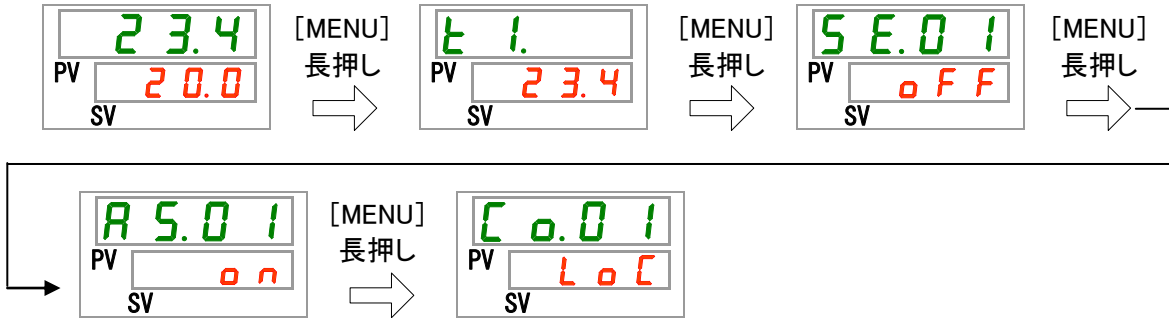 23.4
PV
20.0
SV
[MENU]
長押し
t 1.
PV
23.4
SV
[MENU]
長押し
SE.01
PV
oFF
SV
[MENU]
長押し
AS.01
PV
on
SV
[MENU]
長押し
Co.01
PV
LoC
SV